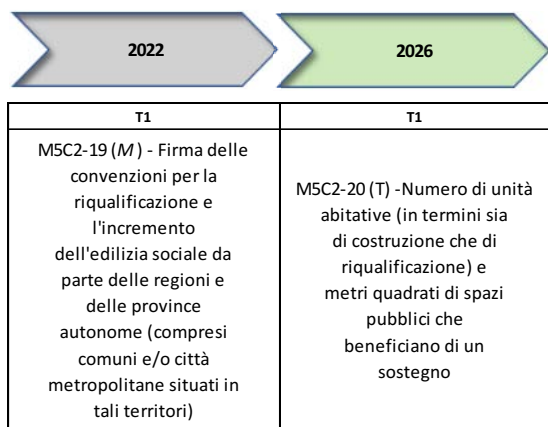 2022
2026
T1
T1
M5C2-19 (M) - Firma delle
convenzioni per la
riqualificazione e
l'incremento
dell'edilizia sociale da
parte delle regioni e
delle province
autonome (compresi
comuni e/o città
metropolitane situati in
tali territori)
M5C2-20 (T) -Numero di unità
abitative (in termini sia
di costruzione che di
riqualificazione) e
metri quadrati di spazi
pubblici che
beneficiano di un
sostegno